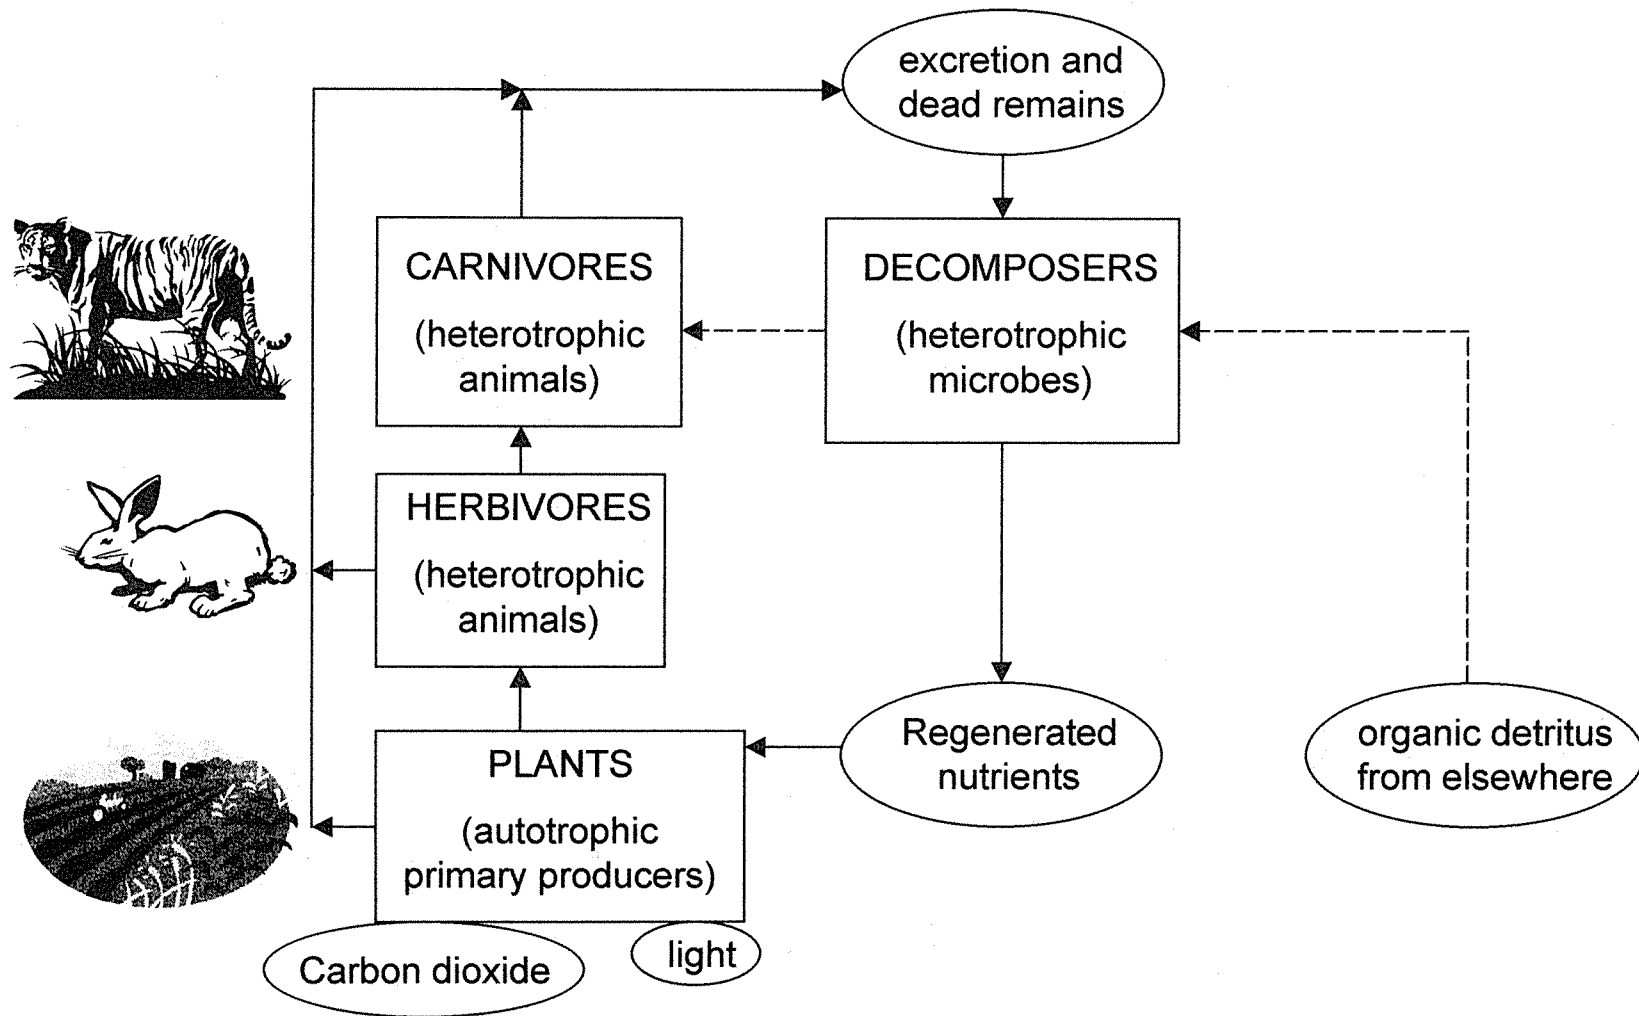 excretion and
dead remains
CARNIVORES
(heterotrophic
animals)
DECOMPOSERS
(heterotrophic
microbes)
HERBIVORES
(heterotrophic
animals)
PLANTS
(autotrophic
primary producers)
Regenerated
nutrients
organic detritus
from elsewhere
Carbon dioxide
light